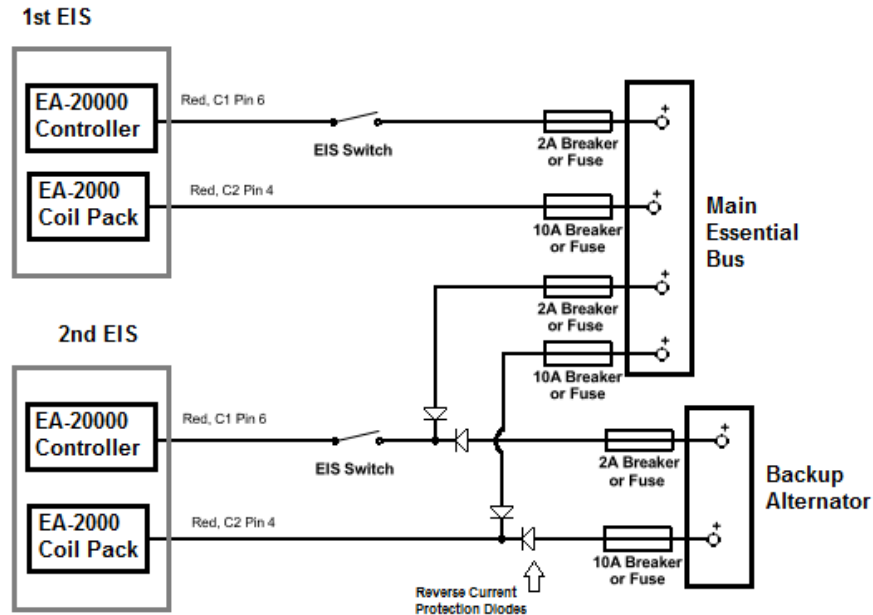 1st EIS
EA-20000
Controller
Red, C1 Pin 6
EIS Switch
2A Breaker
or Fuse
+
EA-2000
Coil Pack
Red, C2 Pin 4
10A Breaker
or Fuse
+
Main
Essential
Bus
2A Breaker
or Fuse
+
10A Breaker
or Fuse
+
2nd EIS
EA-20000
Controller
Red, C1 Pin 6
EIS Switch
2A Breaker
or Fuse
+
EA-2000
Coil Pack
Red, C2 Pin 4
10A Breaker
or Fuse
+
Backup
Alternator
Reverse Current
Protection Diodes